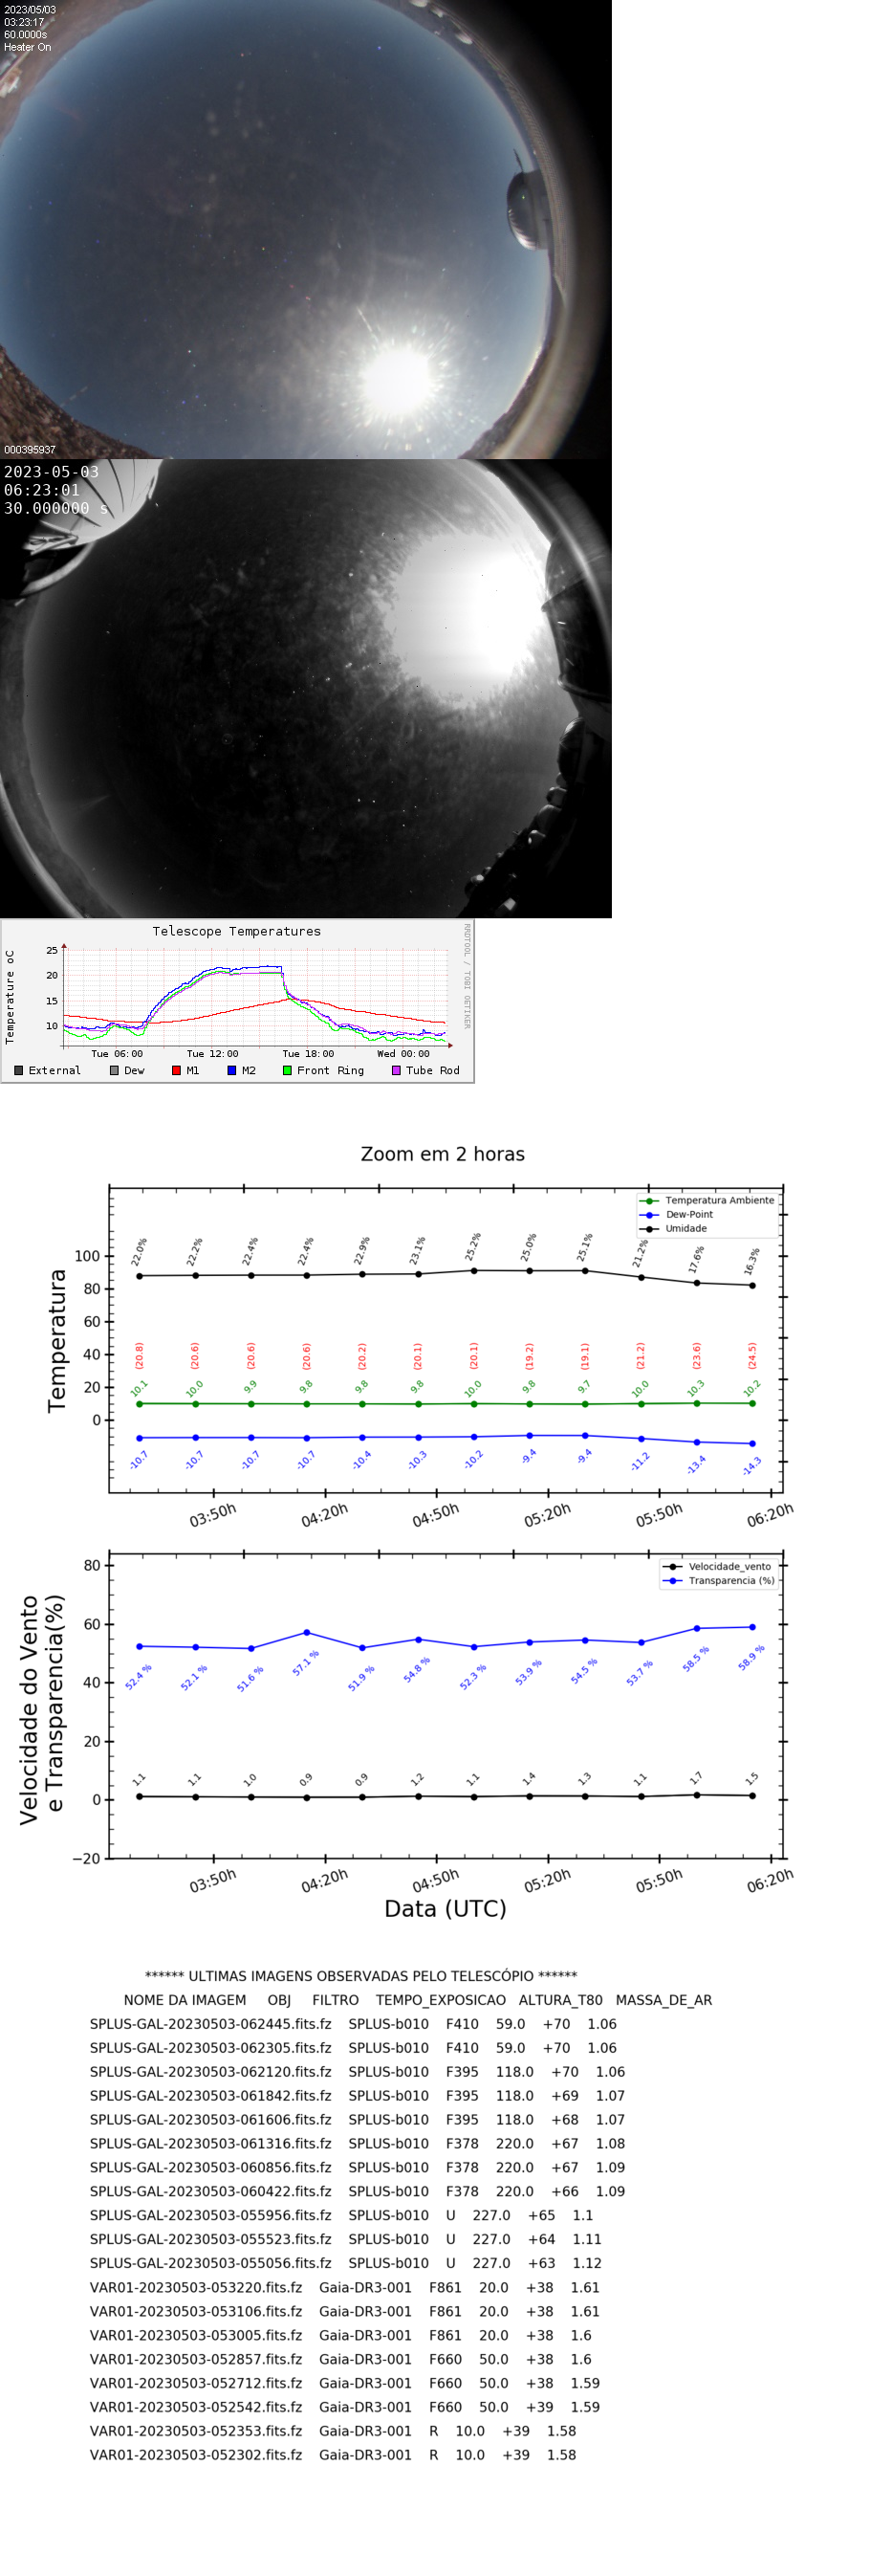 2023/05/03
03:23:17
60.0000s
Heater On
000395937
2023-05-03
06:23:01
30.000000 s
Telescope Temperatures
Temperature oC
RRDTOOL / TOBI OETIKER
25
20
15
10
Tue 06:00 Tue 12:00 Tue 18:00 Wed 00:00
External Dew M1 M2 Front Ring Tube Rod
Zoom em 2 horas
Temperatura Ambiente
Dew-Point
Umidade
Temperatura
100
80
60
40
20
0
22.0% 22.2% 22.4% 22.4% 22.9% 23.1% 25.2% 25.0% 25.1% 21.2% 17.6% 16.3%
(20.8) (20.6) (20.6) (20.6) (20.2) (20.1) (20.1) (19.2) (19.1) (21.2) (23.6) (24.5)
10.1 10.0 9.9 9.8 9.8 9.8 10.0 9.8 9.7 10.0 10.3 10.2
-10.7 -10.7 -10.7 -10.7 -10.4 -10.3 -10.2 -9.4 -9.4 -11.2 -13.4 -14.3
03:50h 04:20h 04:50h 05:20h 05:50h 06:20h
Velocidade_vento
Transparencia (%)
Velocidade do Vento
e Transparencia(%)
80
60
40
20
0
−20
52.4 % 52.1 % 51.6 % 57.1 % 51.9 % 54.8 % 52.3 % 53.9 % 54.5 % 53.7 % 58.5 % 58.9 %
1.1 1.1 1.0 0.9 0.9 1.2 1.1 1.4 1.3 1.1 1.7 1.5
03:50h 04:20h 04:50h 05:20h 05:50h 06:20h
Data (UTC)
****** ULTIMAS IMAGENS OBSERVADAS PELO TELESCÓPIO ******
NOME DA IMAGEM OBJ FILTRO TEMPO_EXPOSICAO ALTURA_T80 MASSA_DE_AR
SPLUS-GAL-20230503-062445.fits.fz SPLUS-b010 F410 59.0 +70 1.06
SPLUS-GAL-20230503-062305.fits.fz SPLUS-b010 F410 59.0 +70 1.06
SPLUS-GAL-20230503-062120.fits.fz SPLUS-b010 F395 118.0 +70 1.06
SPLUS-GAL-20230503-061842.fits.fz SPLUS-b010 F395 118.0 +69 1.07
SPLUS-GAL-20230503-061606.fits.fz SPLUS-b010 F395 118.0 +68 1.07
SPLUS-GAL-20230503-061316.fits.fz SPLUS-b010 F378 220.0 +67 1.08
SPLUS-GAL-20230503-060856.fits.fz SPLUS-b010 F378 220.0 +67 1.09
SPLUS-GAL-20230503-060422.fits.fz SPLUS-b010 F378 220.0 +66 1.09
SPLUS-GAL-20230503-055956.fits.fz SPLUS-b010 U 227.0 +65 1.1
SPLUS-GAL-20230503-055523.fits.fz SPLUS-b010 U 227.0 +64 1.11
SPLUS-GAL-20230503-055056.fits.fz SPLUS-b010 U 227.0 +63 1.12
VAR01-20230503-053220.fits.fz Gaia-DR3-001 F861 20.0 +38 1.61
VAR01-20230503-053106.fits.fz Gaia-DR3-001 F861 20.0 +38 1.61
VAR01-20230503-053005.fits.fz Gaia-DR3-001 F861 20.0 +38 1.6
VAR01-20230503-052857.fits.fz Gaia-DR3-001 F660 50.0 +38 1.6
VAR01-20230503-052712.fits.fz Gaia-DR3-001 F660 50.0 +38 1.59
VAR01-20230503-052542.fits.fz Gaia-DR3-001 F660 50.0 +39 1.59
VAR01-20230503-052353.fits.fz Gaia-DR3-001 R 10.0 +39 1.58
VAR01-20230503-052302.fits.fz Gaia-DR3-001 R 10.0 +39 1.58